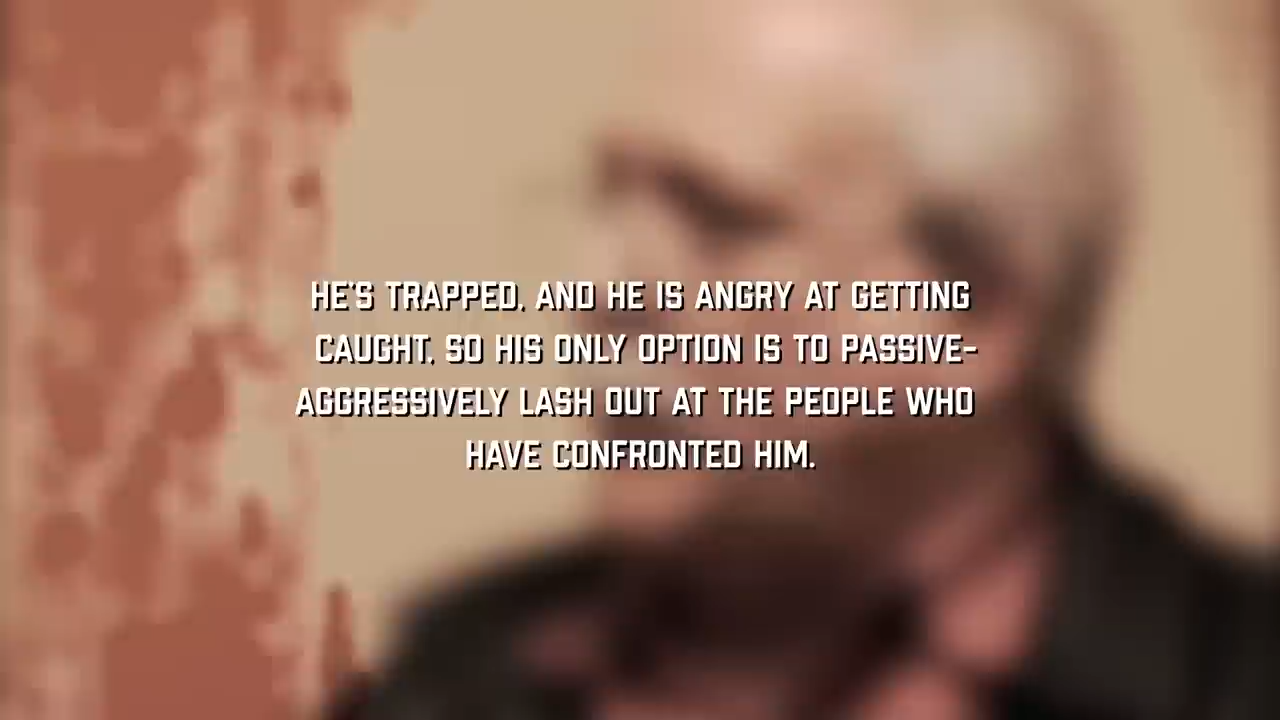 HE'S TRAPPED, AND HE IS ANGRY AT GETTING
CAUGHT, SO HIS ONLY OPTION IS TO PASSIVE-
AGGRESSIVELY LASH OUT AT THE PEOPLE WHO
HAVE CONFRONTED HIM.